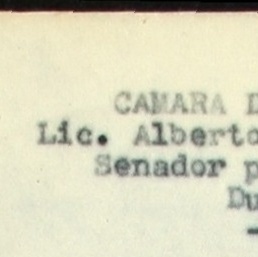 CAMARA D
Lic. Alberto
Senador p
Du